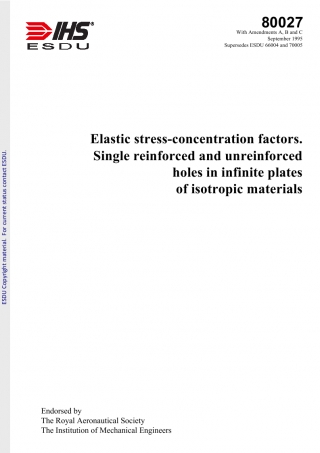 IHS®
ESDU
80027
With Amendments A, B and C
September 1995
Supersedes ESDU 66004 and 70005
Elastic stress-concentration factors.
Single reinforced and unreinforced
holes in infinite plates
of isotropic materials
ESDU Copyright material. For current status contact ESDU.
Endorsed by
The Royal Aeronautical Society
The Institution of Mechanical Engineers